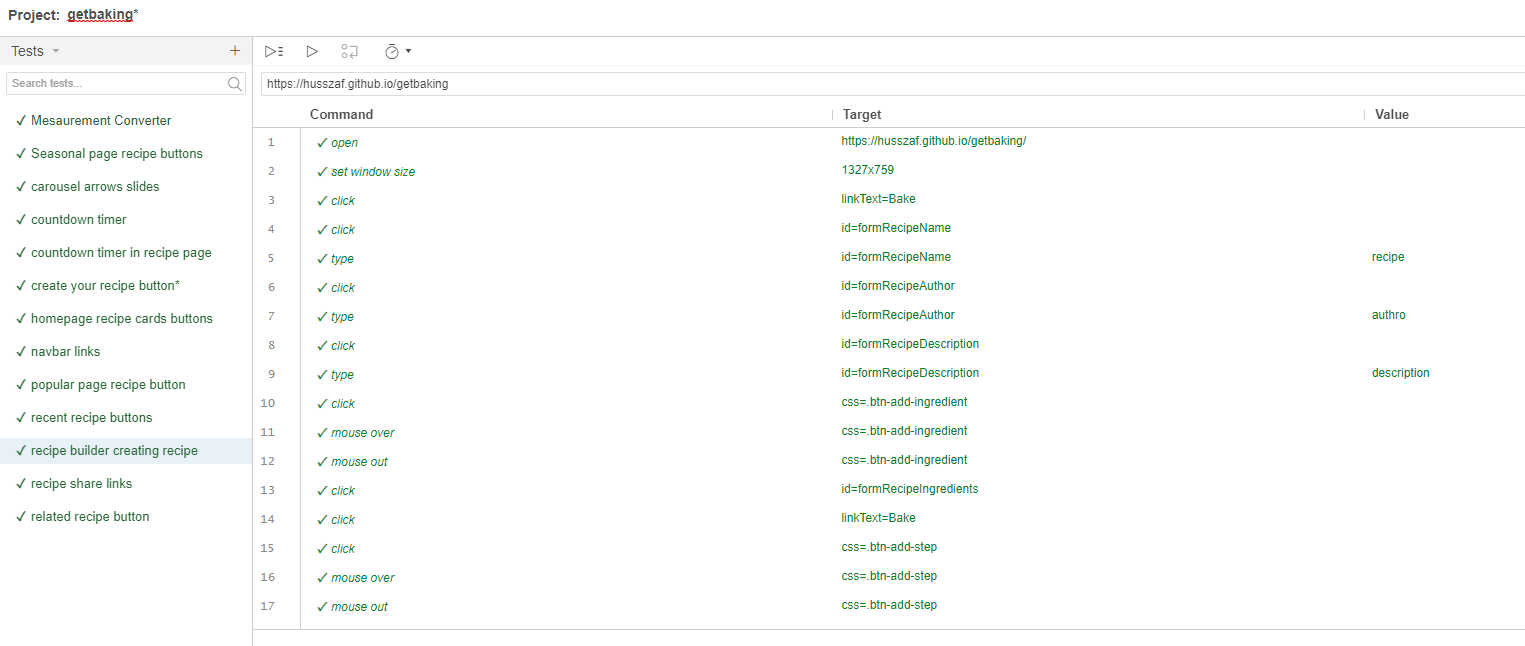 Project: getbaking*
Tests
Search tests...
✓ Mesaurement Converter
✓ Seasonal page recipe buttons
✓ carousel arrows slides
✓ countdown timer
✓ countdown timer in recipe page
✓ create your recipe button*
✓ homepage recipe cards buttons
✓ navbar links
✓ popular page recipe button
✓ recent recipe buttons
✓ recipe builder creating recipe
✓ recipe share links
✓ related recipe button
https://husszaf.github.io/getbaking
Command Target Value
1 ✓ open https://husszaf.github.io/getbaking/
2 ✓ set window size 1327x759
3 ✓ click linkText=Bake
4 ✓ click id=formRecipeName
5 ✓ type id=formRecipeName recipe
6 ✓ click id=formRecipeAuthor
7 ✓ type id=formRecipeAuthor authro
8 ✓ click id=formRecipeDescription
9 ✓ type id=formRecipeDescription description
10 ✓ click css=.btn-add-ingredient
11 ✓ mouse over css=.btn-add-ingredient
12 ✓ mouse out css=.btn-add-ingredient
13 ✓ click id=formRecipeIngredients
14 ✓ click linkText=Bake
15 ✓ click css=.btn-add-step
16 ✓ mouse over css=.btn-add-step
17 ✓ mouse out css=.btn-add-step